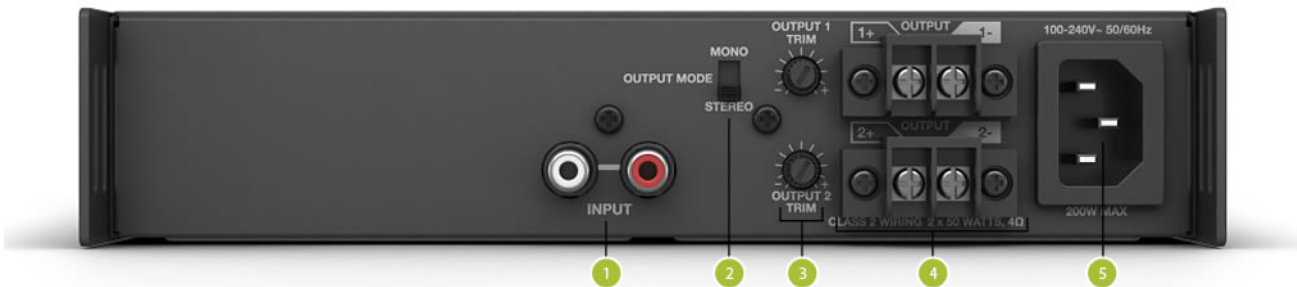 MONO
OUTPUT MODE
STEREO
OUTPUT 1
TRIM
1+ OUTPUT 1-
100-240V~ 50/60Hz
2+ OUTPUT 2-
INPUT
OUTPUT 2
TRIM
CLASS 2 WIRING 2 x 50 WATTS, 4Ω
200W MAX
1 2 3 4 5